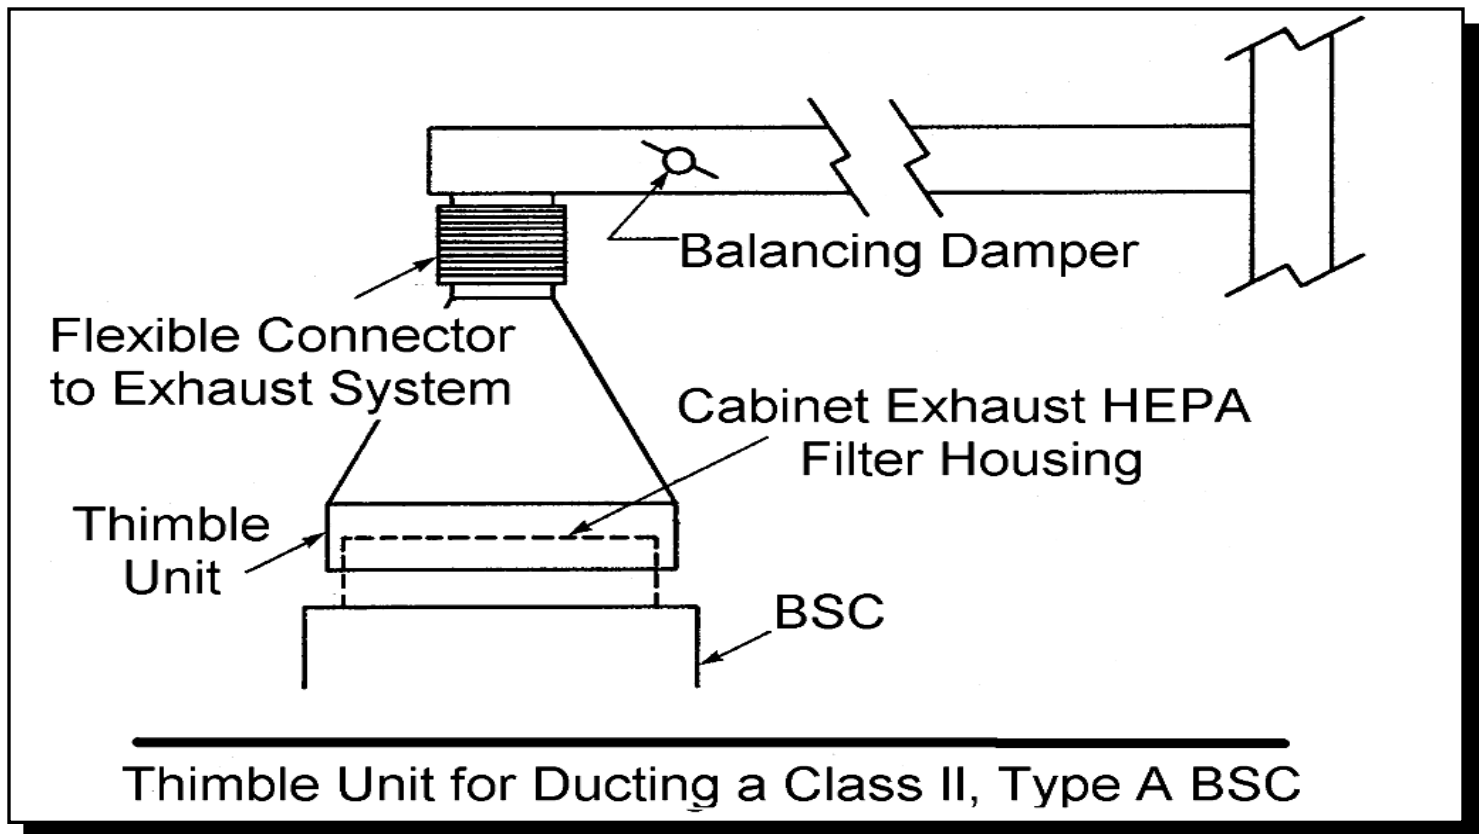 Balancing Damper
Flexible Connector
to Exhaust System
Cabinet Exhaust HEPA
Filter Housing
Thimble
Unit
BSC
Thimble Unit for Ducting a Class II, Type A BSC